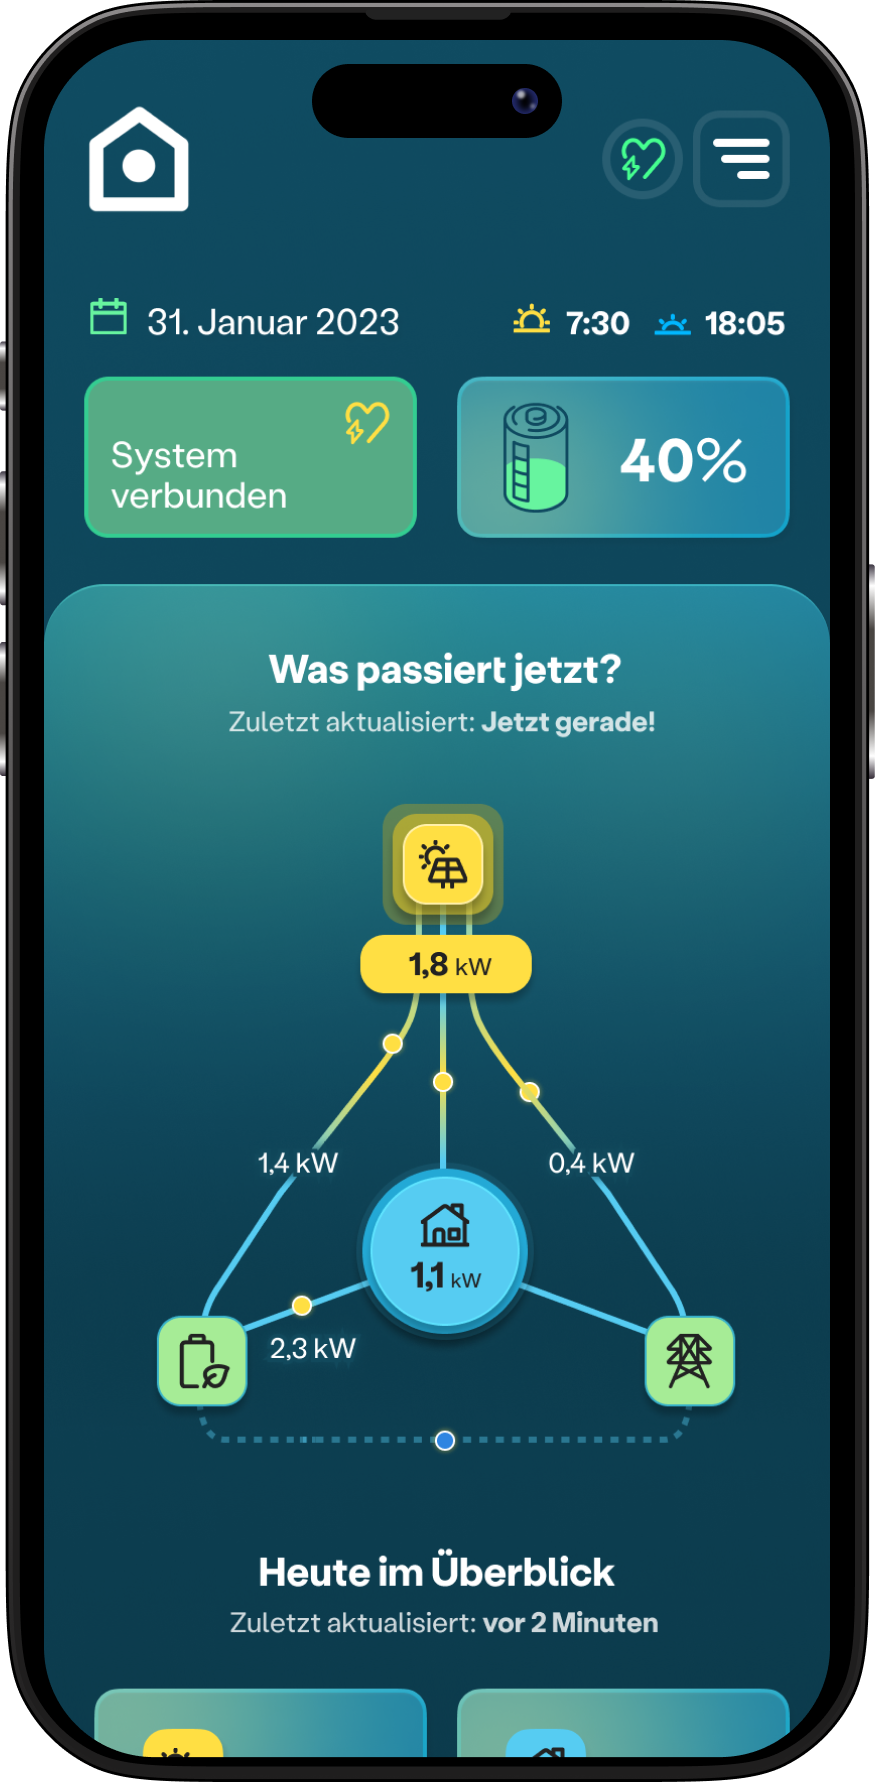 31. Januar 2023
7:30 18:05
System
verbunden
40%
Was passiert jetzt?
Zuletzt aktualisiert: Jetzt gerade!
1,8 kW
1,4 kW
0,4 kW
1,1 kW
2,3 kW
Heute im Überblick
Zuletzt aktualisiert: vor 2 Minuten